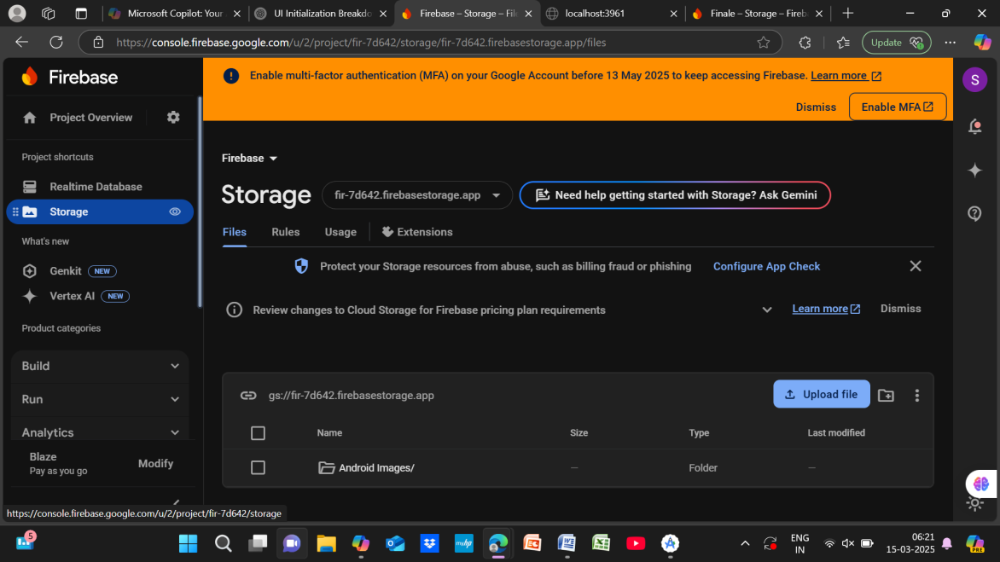 Microsoft Copilot: Your
UI Initialization Breakdo
Firebase – Storage – File
localhost:3961
Finale – Storage – Fireb
https://console.firebase.google.com/u/2/project/fir-7d642/storage/fir-7d642.firebasestorage.app/files
Update
Firebase
Enable multi-factor authentication (MFA) on your Google Account before 13 May 2025 to keep accessing Firebase. Learn more
Dismiss
Enable MFA
S
Project Overview
Project shortcuts
Realtime Database
Storage
What's new
Genkit NEW
Vertex AI NEW
Product categories
Build
Run
Analytics
Blaze
Pay as you go
Modify
Firebase
Storage
fir-7d642.firebasestorage.app
Need help getting started with Storage? Ask Gemini
Files
Rules
Usage
Extensions
Protect your Storage resources from abuse, such as billing fraud or phishing
Configure App Check
Review changes to Cloud Storage for Firebase pricing plan requirements
Learn more
Dismiss
gs://fir-7d642.firebasestorage.app
Upload file
Name
Size
Type
Last modified
Android Images/
—
Folder
—
https://console.firebase.google.com/u/2/project/fir-7d642/storage
5
mhp
ENG
IN
06:21
15-03-2025
PRE